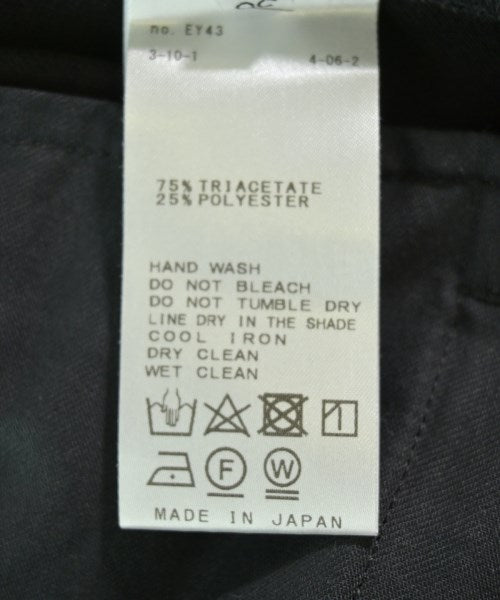 no. EY43
3-10-1 4-06-2
75% TRIACETATE
25% POLYESTER
HAND WASH
DO NOT BLEACH
DO NOT TUMBLE DRY
LINE DRY IN THE SHADE
COOL IRON
DRY CLEAN
WET CLEAN
F W
MADE IN JAPAN